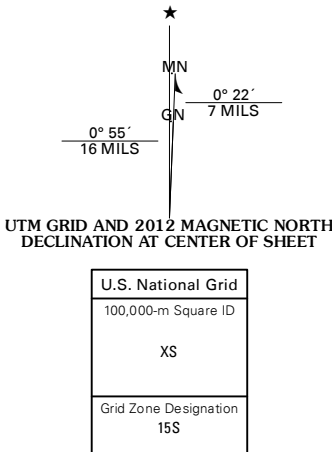 ★
MN
0° 22´
7 MILS
GN
0° 55´
16 MILS
UTM GRID AND 2012 MAGNETIC NORTH
DECLINATION AT CENTER OF SHEET
U.S. National Grid
100,000-m Square ID
XS
Grid Zone Designation
15S